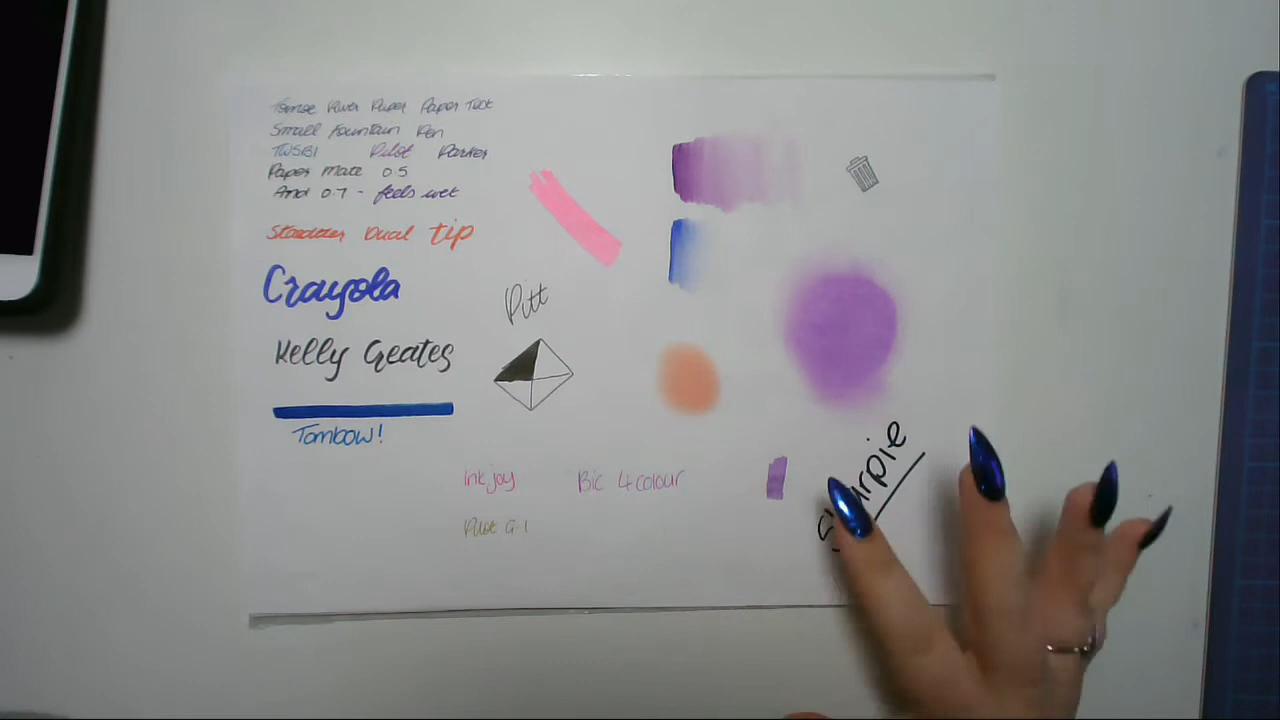 Tomoe River Paper Paper Test
Small Fountain Pen
TWSBI Pilot Parker
Paper Mate 0.5
And 0.7 - feels wet
Staedtler Dual tip
Crayola
Pitt
Kelly Creates
Tombow!
Inkjoy Bic 4 colour
Pilot G-1